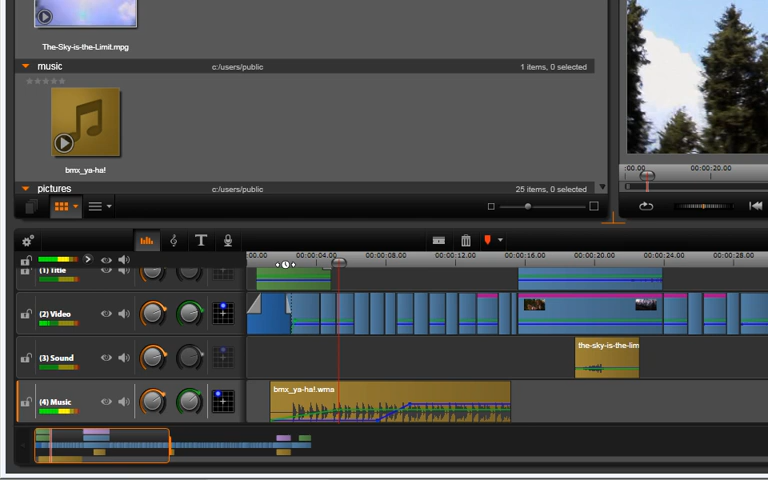 The-Sky-is-the-Limit.mpg
music c:/users/public 1 items, 0 selected
bmx_ya-ha!
pictures c:/users/public 25 items, 0 selected
:00.00 00:00:20.00
T
:00.00 00:00:04.00 00:00:08.00 00:00:12.00 00:00:16.00 00:00:20.00 00:00:24.00 00:00:28.00
(1) Title
(2) Video
(3) Sound
the-sky-is-the-lim
(4) Music
bmx_ya-ha!.wma